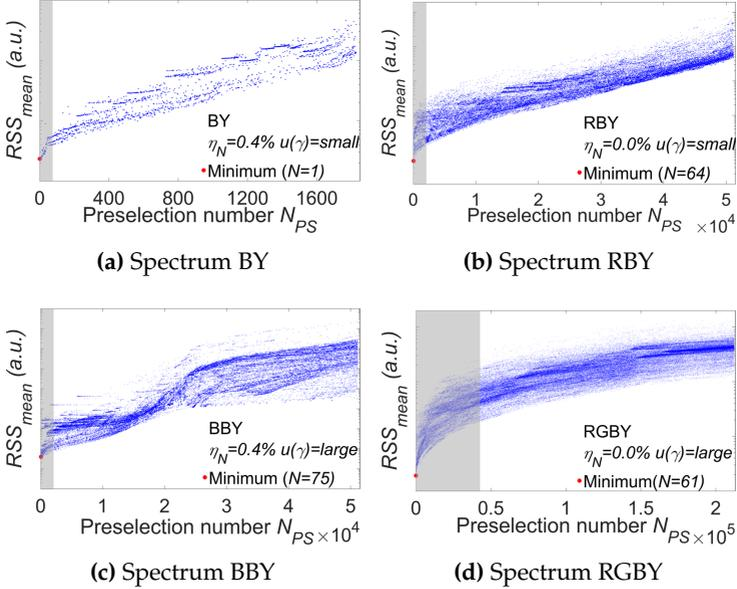 RSS_mean (a.u.)
BY
η_N=0.4% u(γ)=small
Minimum (N=1)
0 400 800 1200 1600
Preselection number N_PS
(a) Spectrum BY
RSS_mean (a.u.)
RBY
η_N=0.0% u(γ)=small
Minimum (N=64)
0 1 2 3 4 5
Preselection number N_PS ×10^4
(b) Spectrum RBY
RSS_mean (a.u.)
BBY
η_N=0.4% u(γ)=large
Minimum (N=75)
0 1 2 3 4 5
Preselection number N_PS ×10^4
(c) Spectrum BBY
RSS_mean (a.u.)
RGBY
η_N=0.0% u(γ)=large
Minimum(N=61)
0 0.5 1 1.5 2
Preselection number N_PS ×10^5
(d) Spectrum RGBY